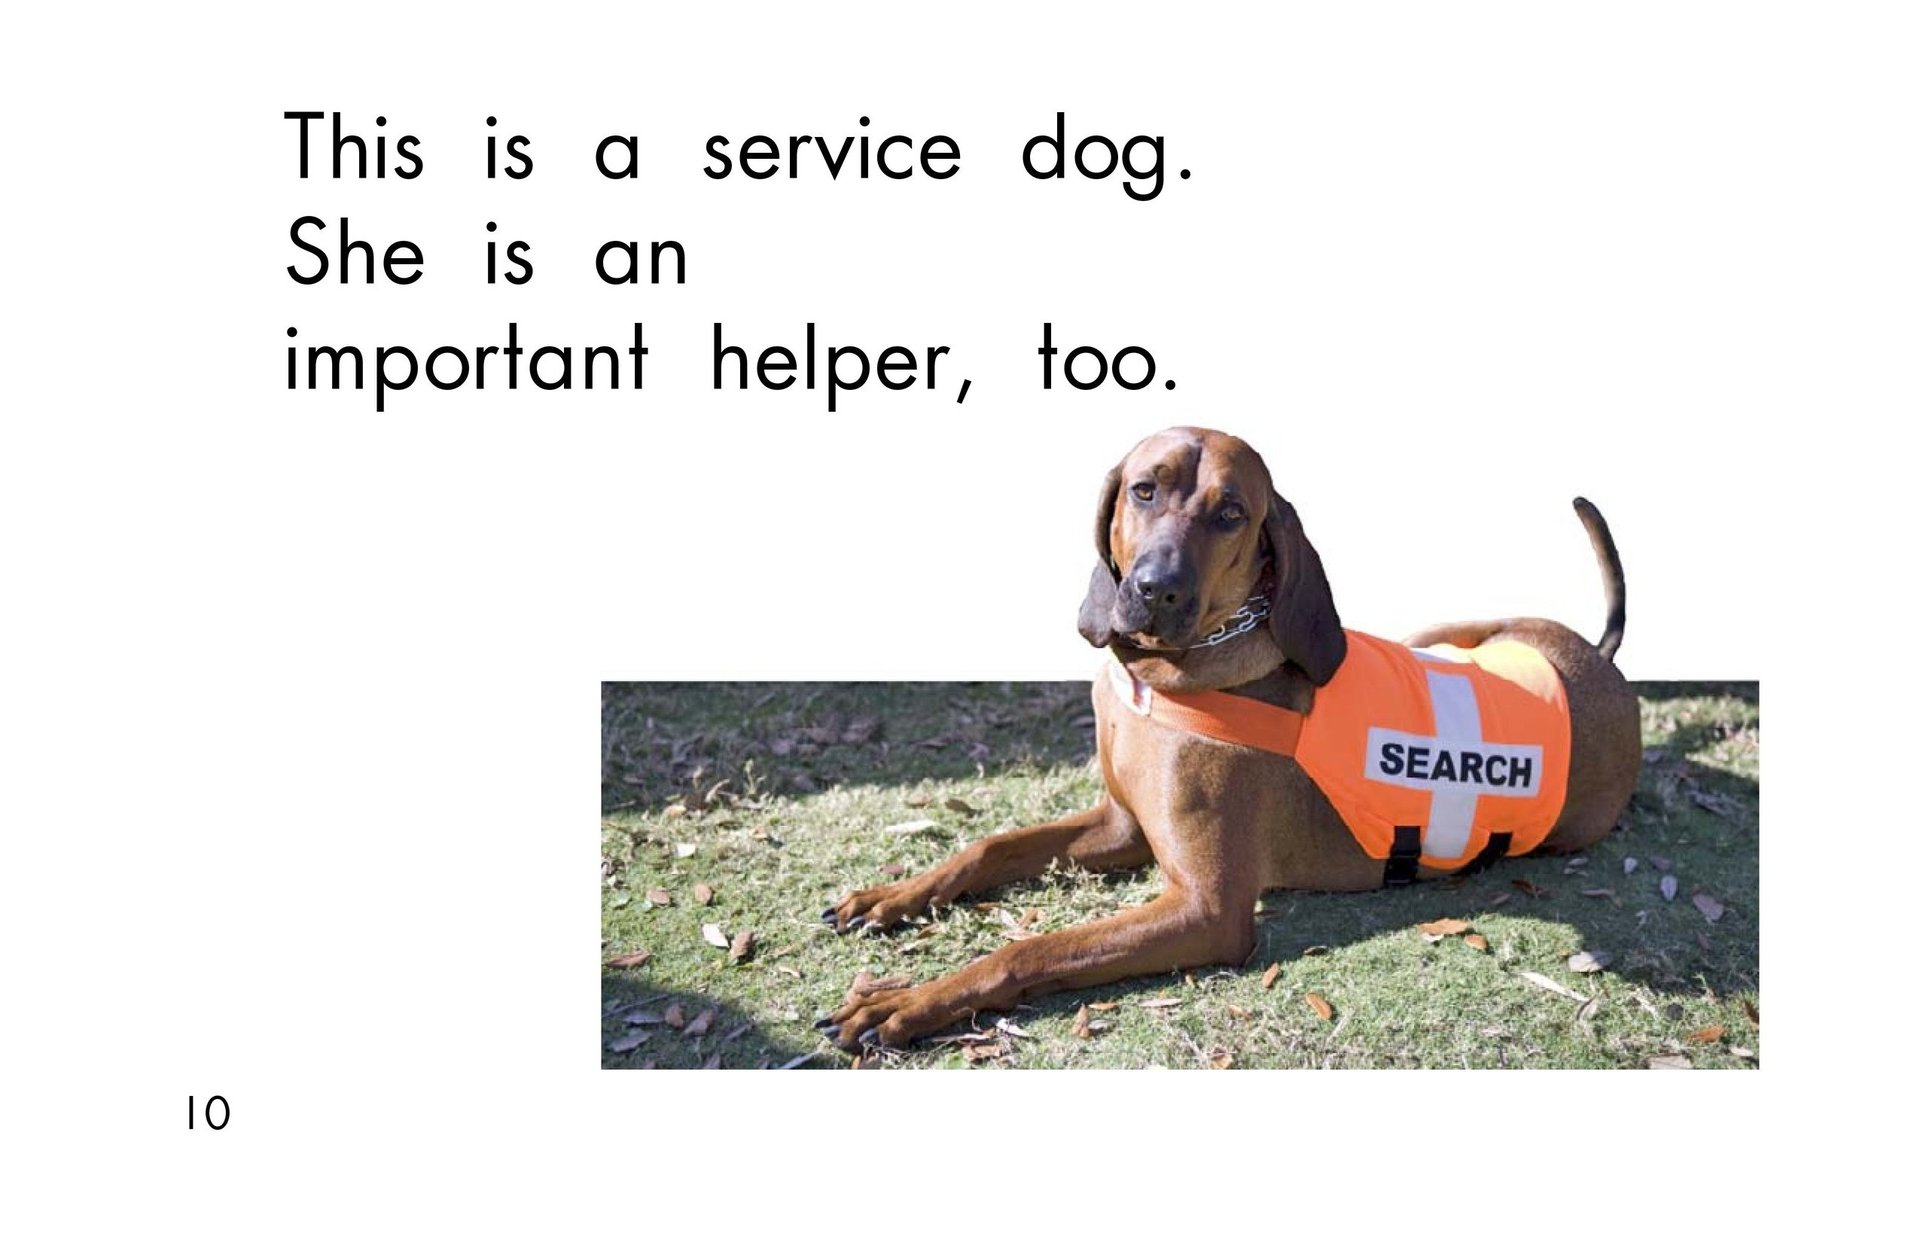 This is a service dog.
She is an
important helper, too.
SEARCH
10